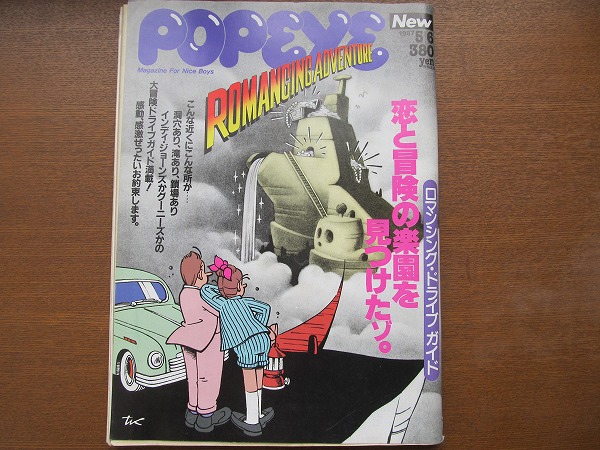 POPEYE
Magazine For Nice Boys
New
1987
5/6
380
yen
ROMANCING ADVENTURE
恋と冒険の楽園を
見つけたゾ。
ロマンシング・ドライブ ガイド
こんな近くにこんな所が…
洞穴あり、滝あり、鎖場あり
インディ・ジョーンズかグーニーズかの
大冒険ドライブガイド満載!
感動、感激ぜったいお約束します。